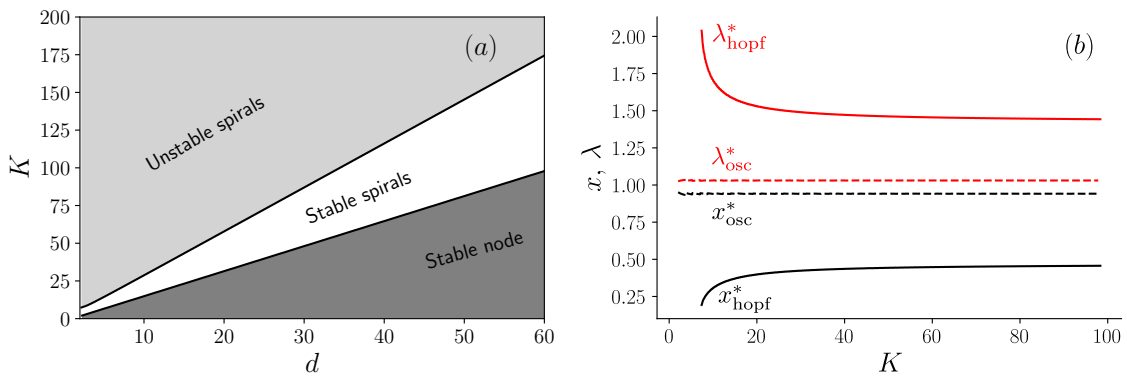 200
175
150
125
100
75
50
25
0
K
10
20
30
40
50
60
d
(a)
Unstable spirals
Stable spirals
Stable node
2.00
1.75
1.50
1.25
1.00
0.75
0.50
0.25
x, λ
0
20
40
60
80
100
K
(b)
λ*hopf
λ*osc
x*osc
x*hopf